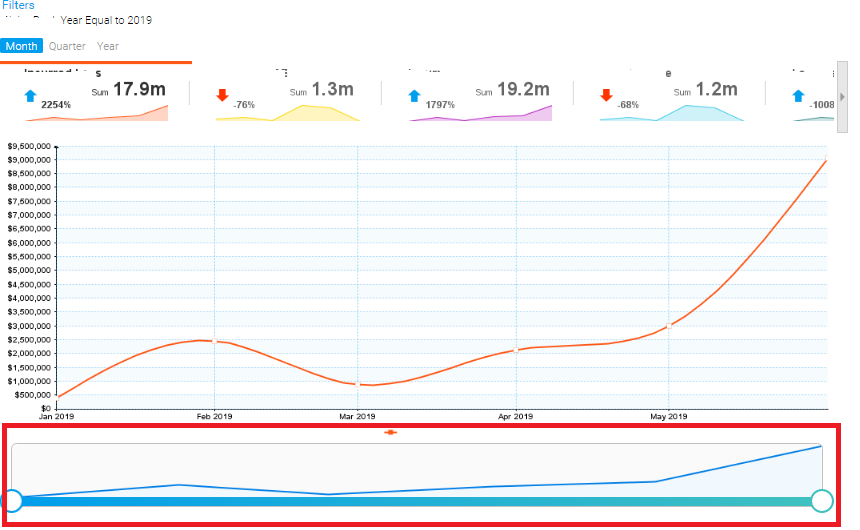 Filters
Year Equal to 2019
Month Quarter Year
2254% Sum 17.9m
-76% Sum 1.3m
1797% Sum 19.2m
-68% Sum 1.2m
-1008
$9,500,000
$9,000,000
$8,500,000
$8,000,000
$7,500,000
$7,000,000
$6,500,000
$6,000,000
$5,500,000
$5,000,000
$4,500,000
$4,000,000
$3,500,000
$3,000,000
$2,500,000
$2,000,000
$1,500,000
$1,000,000
$500,000
$0
Jan 2019 Feb 2019 Mar 2019 Apr 2019 May 2019